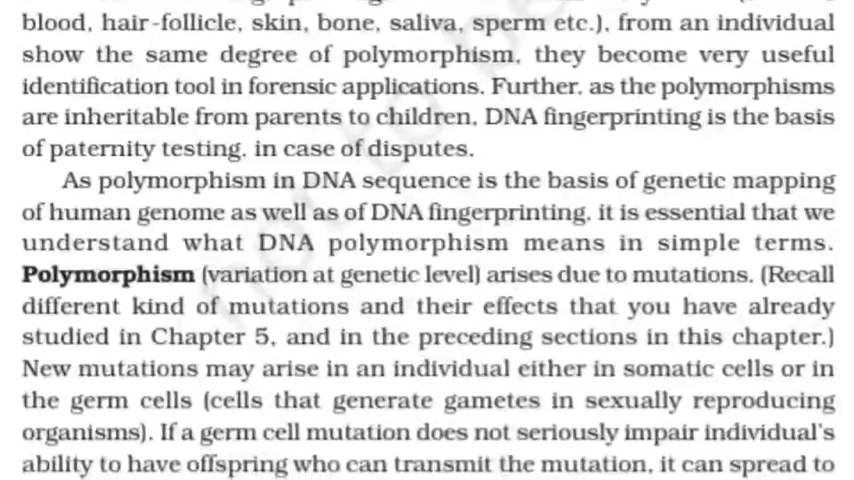 blood, hair-follicle, skin, bone, saliva, sperm etc.), from an individual
show the same degree of polymorphism, they become very useful
identification tool in forensic applications. Further, as the polymorphisms
are inheritable from parents to children, DNA fingerprinting is the basis
of paternity testing, in case of disputes.
As polymorphism in DNA sequence is the basis of genetic mapping
of human genome as well as of DNA fingerprinting, it is essential that we
understand what DNA polymorphism means in simple terms.
Polymorphism (variation at genetic level) arises due to mutations. (Recall
different kind of mutations and their effects that you have already
studied in Chapter 5, and in the preceding sections in this chapter.)
New mutations may arise in an individual either in somatic cells or in
the germ cells (cells that generate gametes in sexually reproducing
organisms). If a germ cell mutation does not seriously impair individual's
ability to have offspring who can transmit the mutation, it can spread to